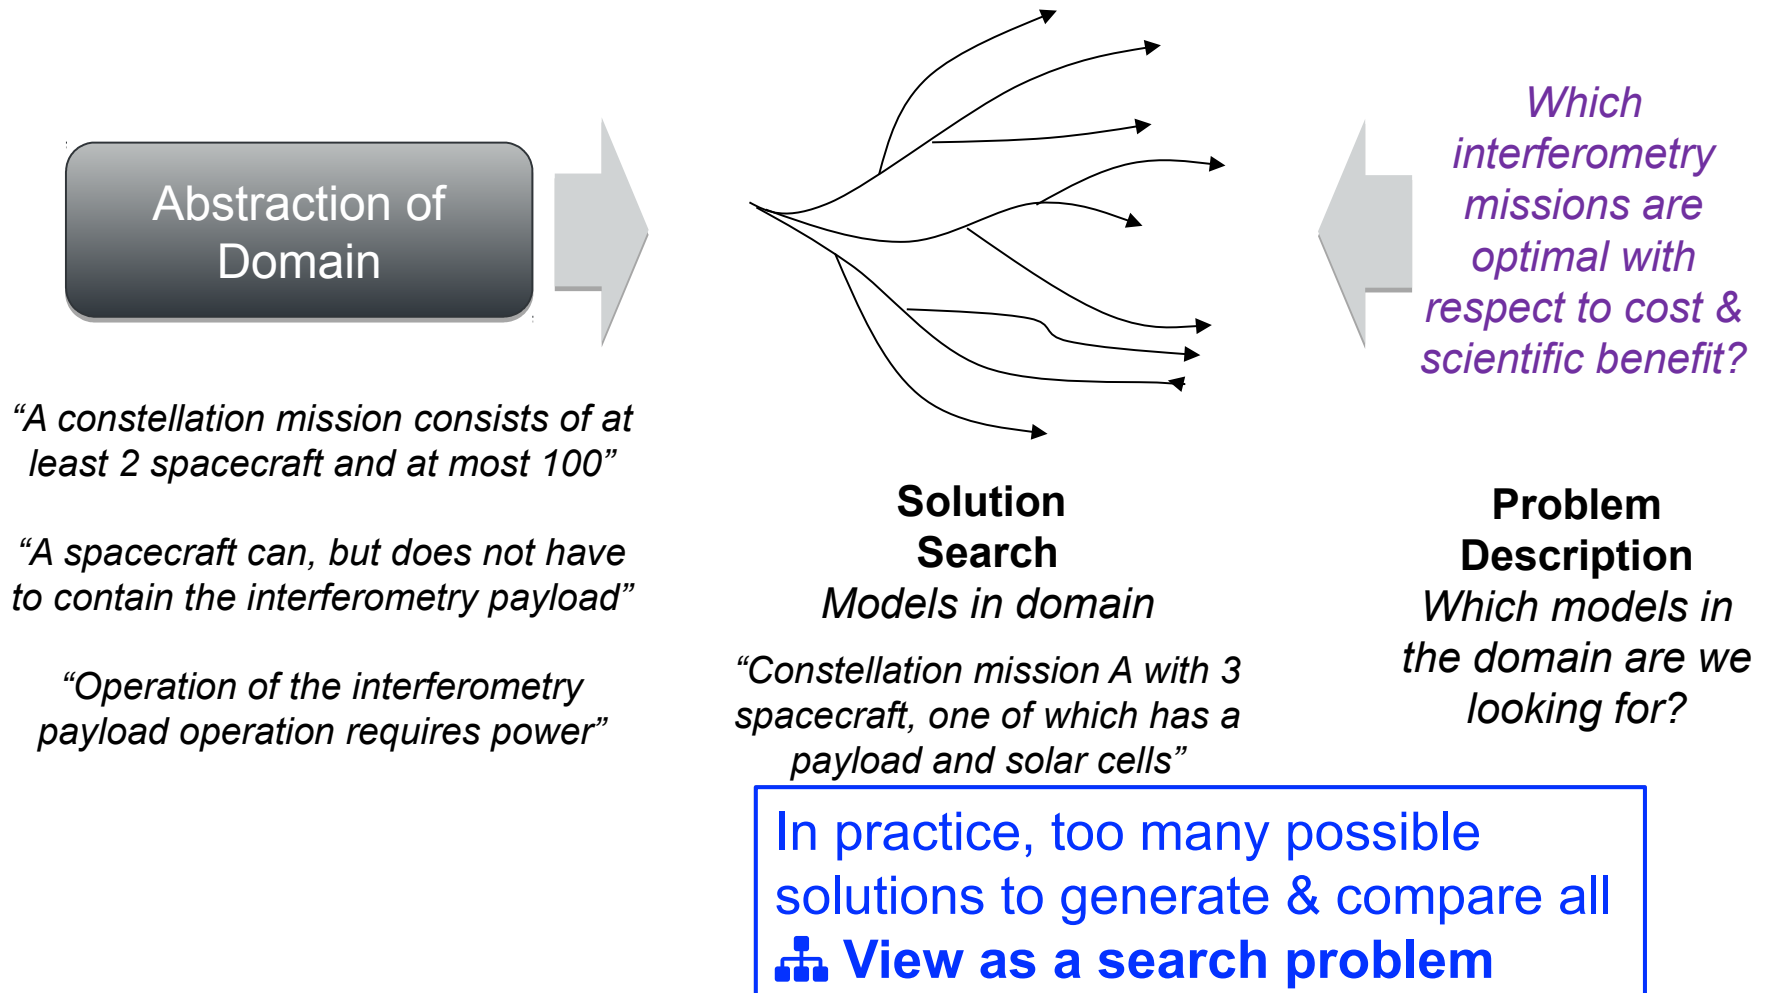 Abstraction of
Domain
“A constellation mission consists of at
least 2 spacecraft and at most 100”
“A spacecraft can, but does not have
to contain the interferometry payload”
“Operation of the interferometry
payload operation requires power”
Solution
Search
Models in domain
“Constellation mission A with 3
spacecraft, one of which has a
payload and solar cells”
Which
interferometry
missions are
optimal with
respect to cost &
scientific benefit?
Problem
Description
Which models in
the domain are we
looking for?
In practice, too many possible
solutions to generate & compare all
View as a search problem